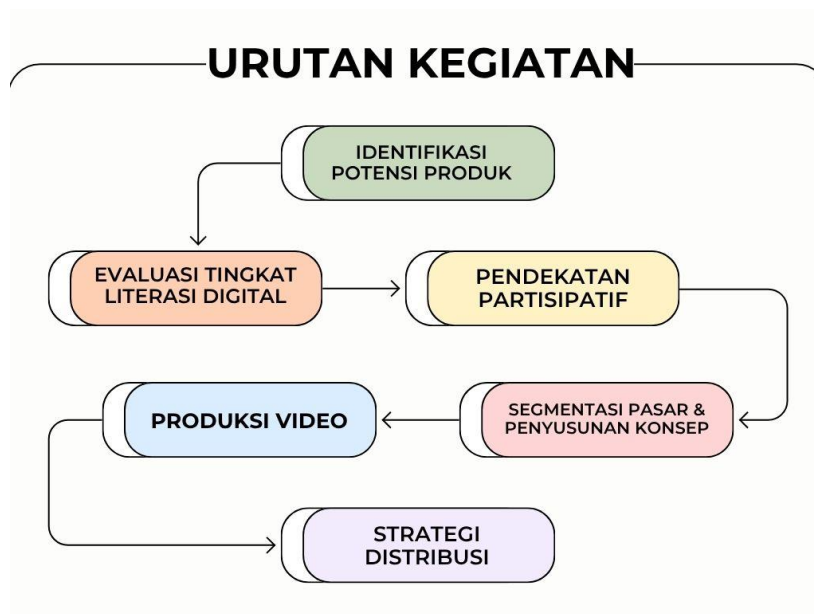 URUTAN KEGIATAN
IDENTIFIKASI
POTENSI PRODUK
EVALUASI TINGKAT
LITERASI DIGITAL
PENDEKATAN
PARTISIPATIF
SEGMENTASI PASAR &
PENYUSUNAN KONSEP
PRODUKSI VIDEO
STRATEGI
DISTRIBUSI